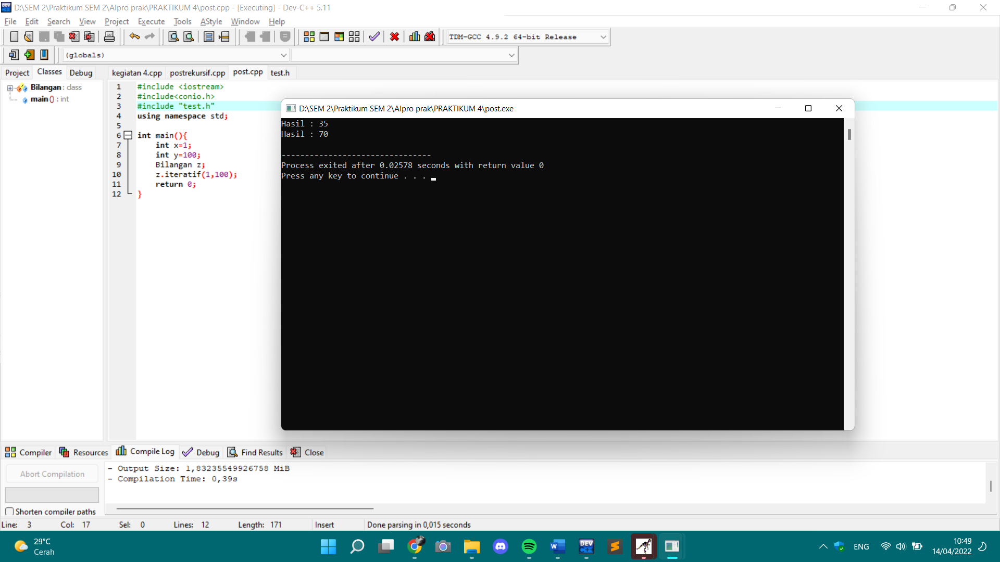 D:\SEM 2\Praktikum SEM 2\Alpro prak\PRAKTIKUM 4\post.cpp - [Executing] - Dev-C++ 5.11
File Edit Search View Project Execute Tools AStyle Window Help
TDM-GCC 4.9.2 64-bit Release
(globals)
Project Classes Debug
kegiatan 4.cpp postrekursif.cpp post.cpp test.h
Bilangan : class
main () : int
1 #include <iostream>
2 #include<conio.h>
3 #include "test.h"
4 using namespace std;
5
6 int main(){
7 int x=1;
8 int y=100;
9 Bilangan z;
10 z.iteratif(1,100);
11 return 0;
12 }
D:\SEM 2\Praktikum SEM 2\Alpro prak\PRAKTIKUM 4\post.exe
Hasil : 35
Hasil : 70
--------------------------------
Process exited after 0.02578 seconds with return value 0
Press any key to continue . . .
Compiler Resources Compile Log Debug Find Results Close
Abort Compilation
Shorten compiler paths
- Output Size: 1,83235549926758 MiB
- Compilation Time: 0,39s
Line: 3 Col: 17 Sel: 0 Lines: 12 Length: 171 Insert Done parsing in 0,015 seconds
29°C
Cerah
DEV
C++
ENG
10:49
14/04/2022